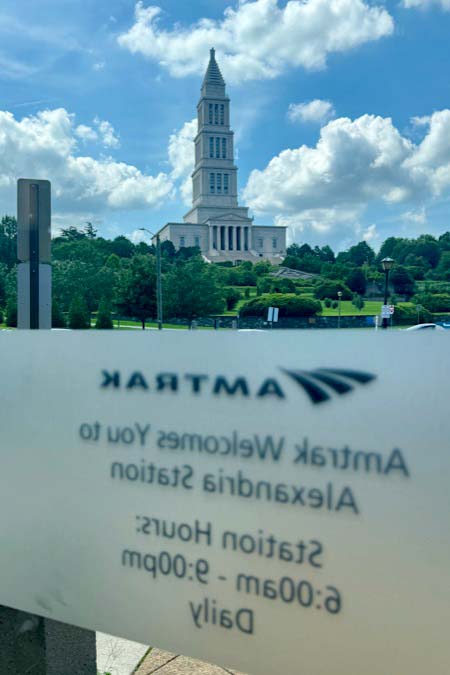 AMTRAK
Amtrak Welcomes You to
Alexandria Station
Station Hours:
6:00am - 9:00pm
Daily